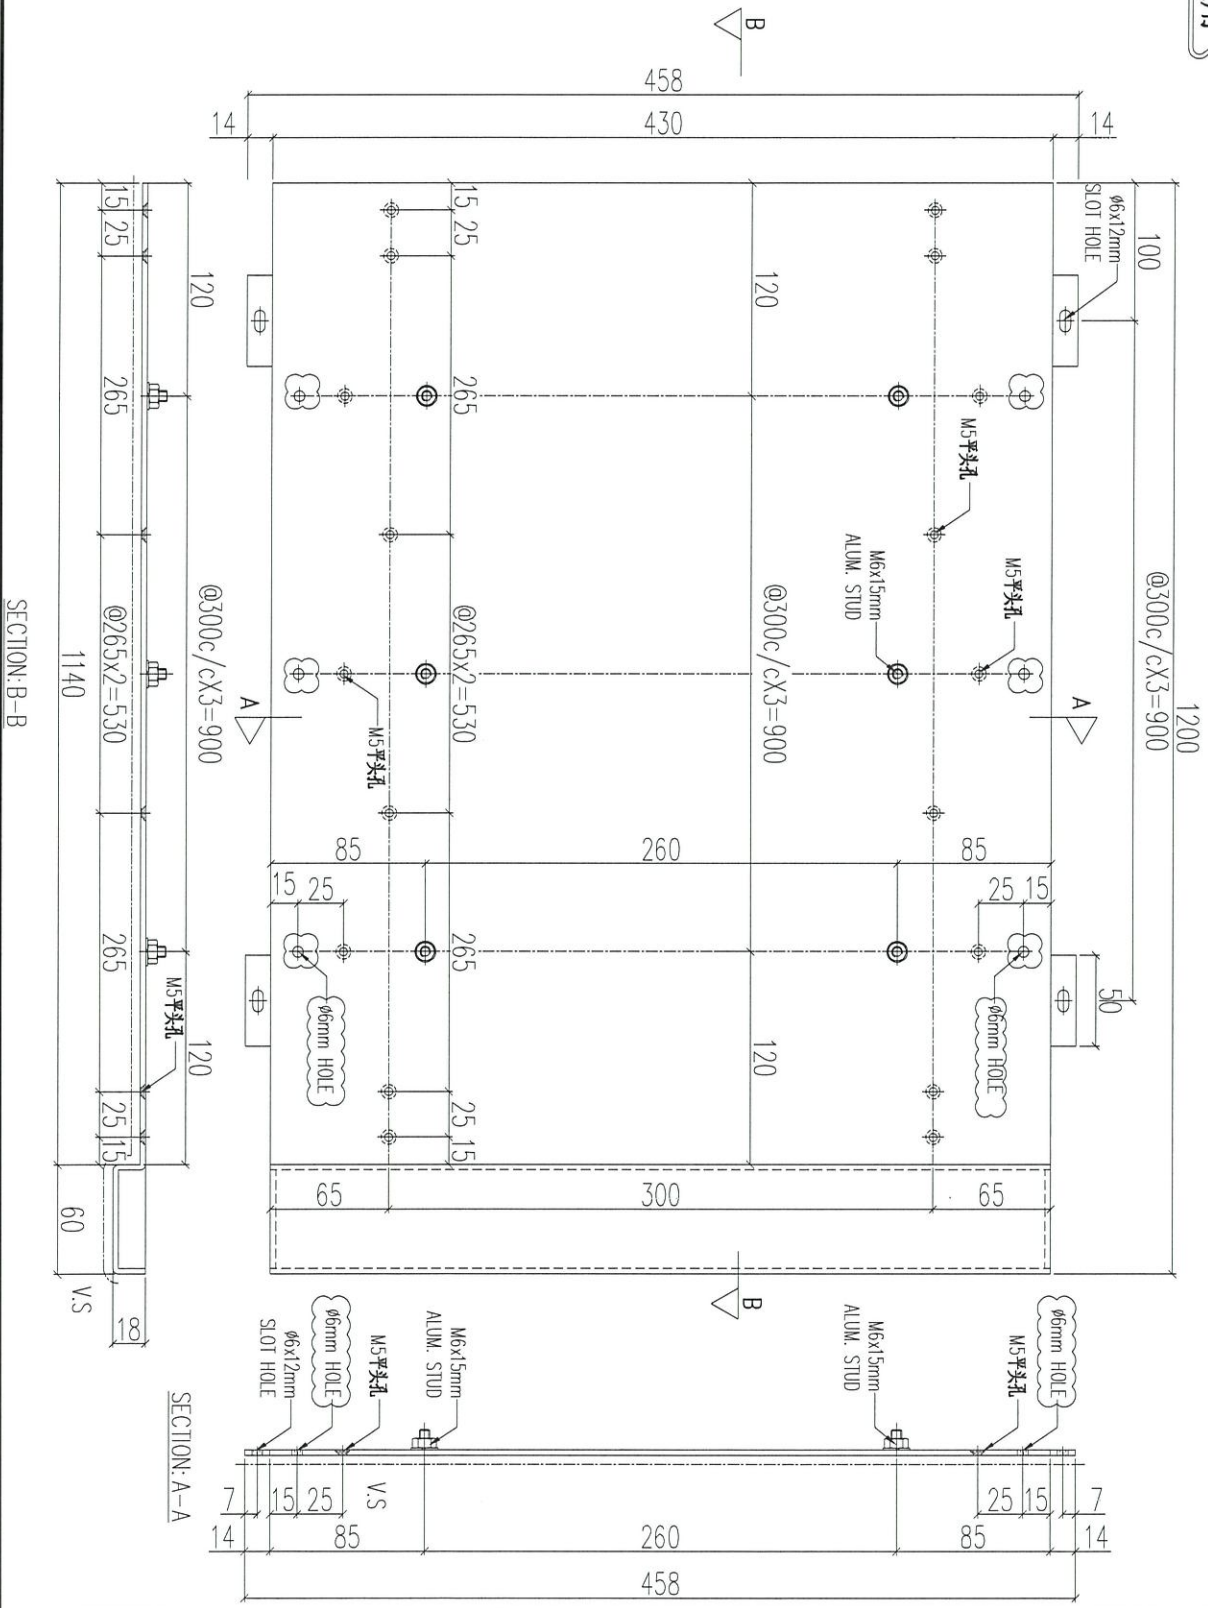 B
458
14
430
14
1200
@300c/cX3=900
100
ø6x12mm
SLOT HOLE
15
25
120
265
M5平头孔
M5平头孔
M6x15mm
ALUM. STUD
@300c/cX3=900
@265x2=530
M5平头孔
A
A
85
260
85
15
25
25
15
265
50
ø6mm HOLE
ø6mm HOLE
120
25
15
65
300
65
B
15
25
120
265
@300c/cX3=900
@265x2=530
1140
265
M5平头孔
120
25
15
60
V.S
18
SECTION:B-B
ø6mm HOLE
M5平头孔
M6x15mm
ALUM. STUD
M6x15mm
ALUM. STUD
M5平头孔
ø6mm HOLE
ø6x12mm
SLOT HOLE
V.S
7
15
25
25
15
7
14
85
260
85
14
458
SECTION: A-A